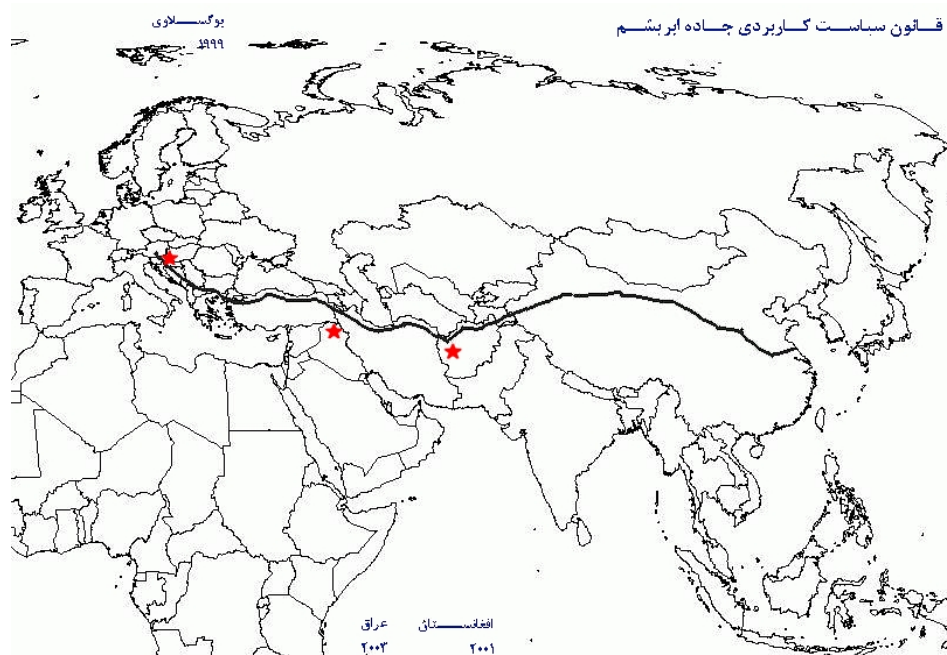 قانون سیاست کاربردی جاده ابریشم
یوگسلاوی
۱۹۹۹
افغانستان
۲۰۰۱
عراق
۲۰۰۳